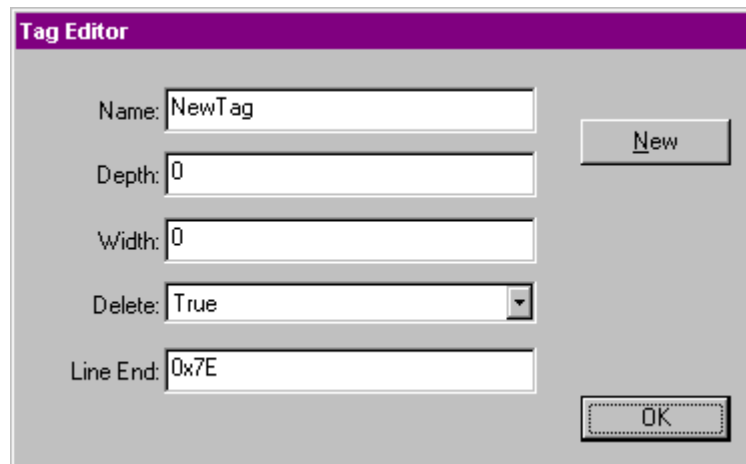 Tag Editor
Name: NewTag
New
Depth: 0
Width: 0
Delete: True
Line End: 0x7E
OK